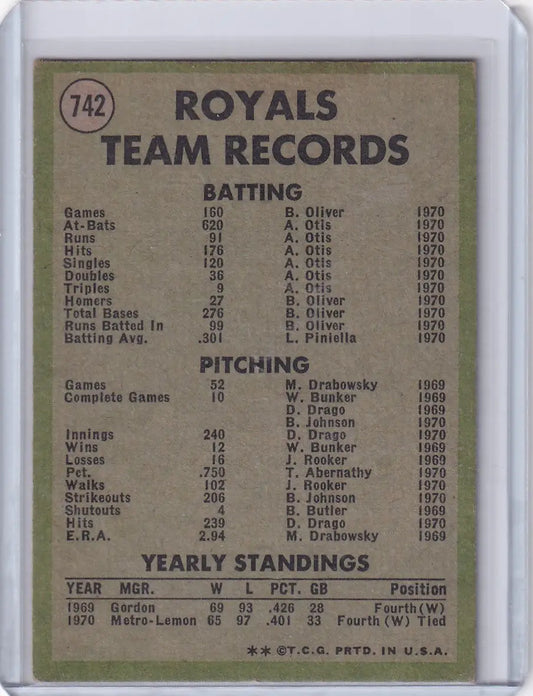 742
ROYALS
TEAM RECORDS
BATTING
Games 160 B. Oliver 1970
At-Bats 620 A. Otis 1970
Runs 91 A. Otis 1970
Hits 176 A. Otis 1970
Singles 120 A. Otis 1970
Doubles 36 A. Otis 1970
Triples 9 A. Otis 1970
Homers 27 B. Oliver 1970
Total Bases 276 B. Oliver 1970
Runs Batted In 99 B. Oliver 1970
Batting Avg. .301 L. Piniella 1970
PITCHING
Games 52 M. Drabowsky 1969
Complete Games 10 W. Bunker 1969
D. Drago 1969
B. Johnson 1970
Innings 240 D. Drago 1970
Wins 12 W. Bunker 1969
Losses 16 J. Rooker 1969
Pct. .750 T. Abernathy 1970
Walks 102 J. Rooker 1970
Strikeouts 206 B. Johnson 1970
Shutouts 4 B. Butler 1969
Hits 239 D. Drago 1970
E.R.A. 2.94 M. Drabowsky 1969
YEARLY STANDINGS
YEAR MGR. W L PCT. GB Position
1969 Gordon 69 93 .426 28 Fourth(W)
1970 Metro-Lemon 65 97 .401 33 Fourth (W) Tied
** ©T.C.G. PRTD. IN U.S.A.